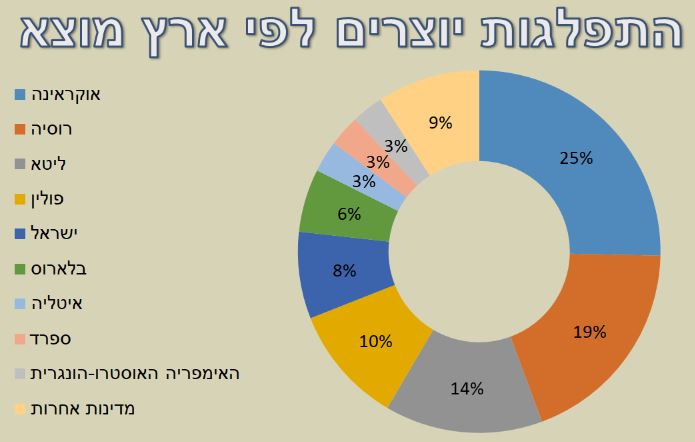 התפלגות יוצרים לפי ארץ מוצא
אוקראינה
רוסיה
ליטא
פולין
ישראל
בלארוס
איטליה
ספרד
האימפריה האוסטרו-הונגרית
מדינות אחרות
25%
19%
14%
10%
8%
6%
3%
3%
3%
9%